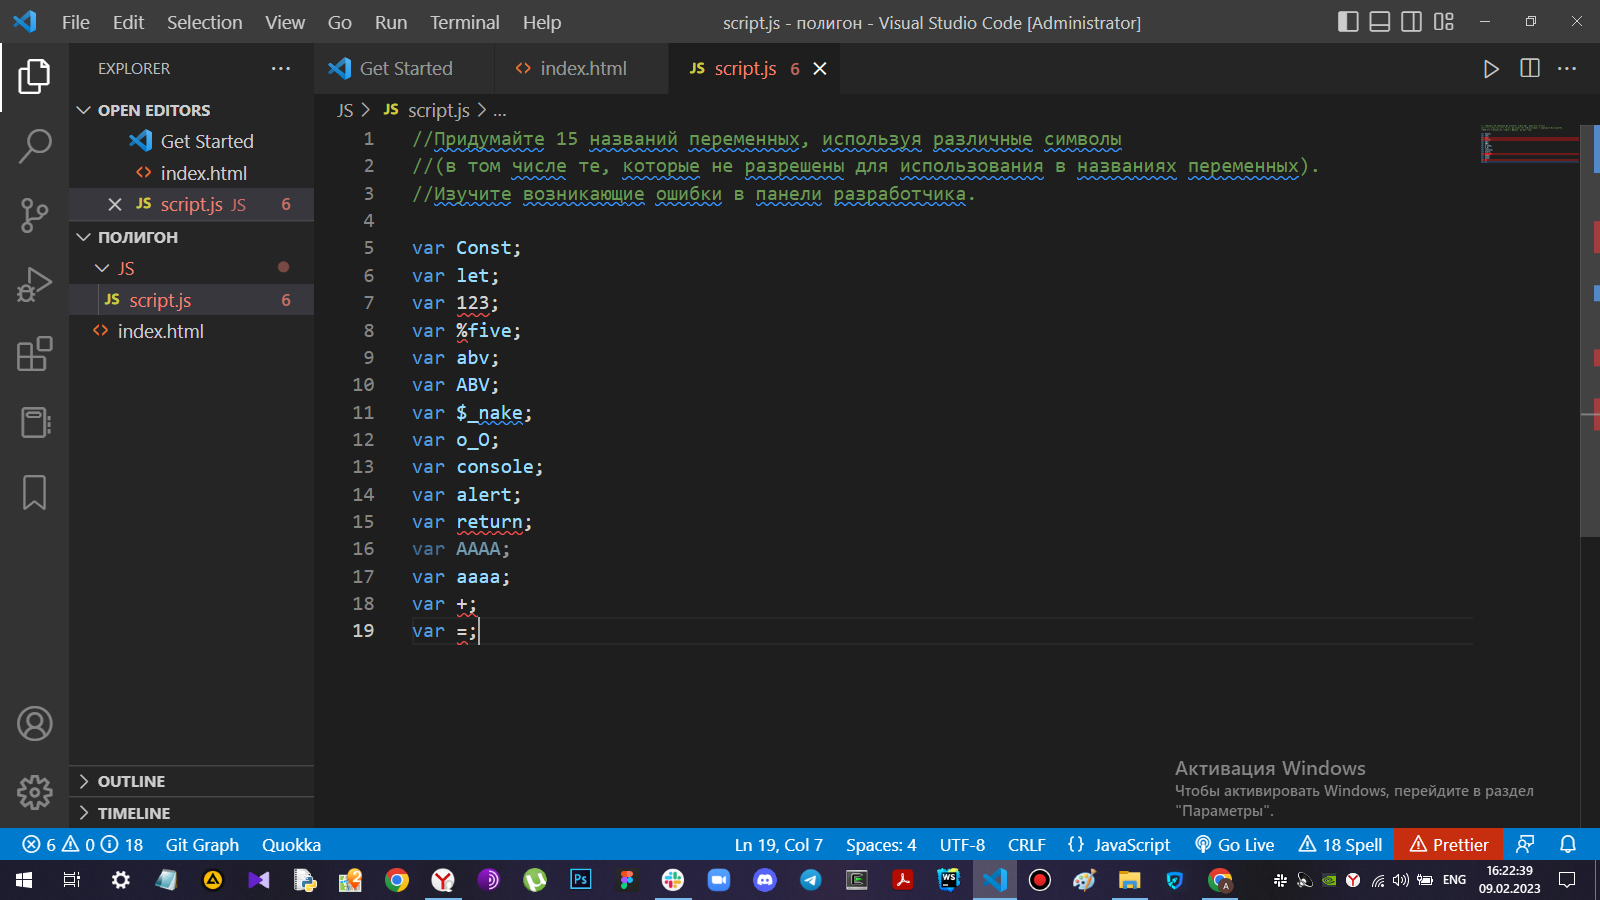 File Edit Selection View Go Run Terminal Help
script.js - полигон - Visual Studio Code [Administrator]
EXPLORER
Get Started
index.html
JS script.js 6
OPEN EDITORS
Get Started
index.html
JS script.js JS 6
ПОЛИГОН
JS
JS script.js 6
index.html
OUTLINE
TIMELINE
JS > JS script.js > ...
1 //Придумайте 15 названий переменных, используя различные символы
2 //(в том числе те, которые не разрешены для использования в названиях переменных).
3 //Изучите возникающие ошибки в панели разработчика.
4
5 var Const;
6 var let;
7 var 123;
8 var %five;
9 var abv;
10 var ABV;
11 var $_nake;
12 var o_O;
13 var console;
14 var alert;
15 var return;
16 var AAAA;
17 var aaaa;
18 var +;
19 var =;
Активация Windows
Чтобы активировать Windows, перейдите в раздел
"Параметры".
6 0 18 Git Graph Quokka
Ln 19, Col 7 Spaces: 4 UTF-8 CRLF {} JavaScript Go Live 18 Spell Prettier
Ps
WS
ENG
16:22:39
09.02.2023